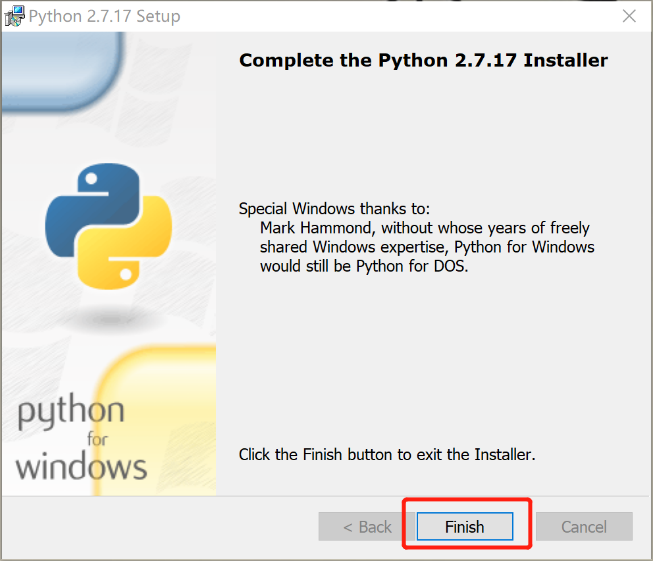 Python 2.7.17 Setup
Complete the Python 2.7.17 Installer
Special Windows thanks to:
Mark Hammond, without whose years of freely
shared Windows expertise, Python for Windows
would still be Python for DOS.
python
for
windows
Click the Finish button to exit the Installer.
< Back
Finish
Cancel